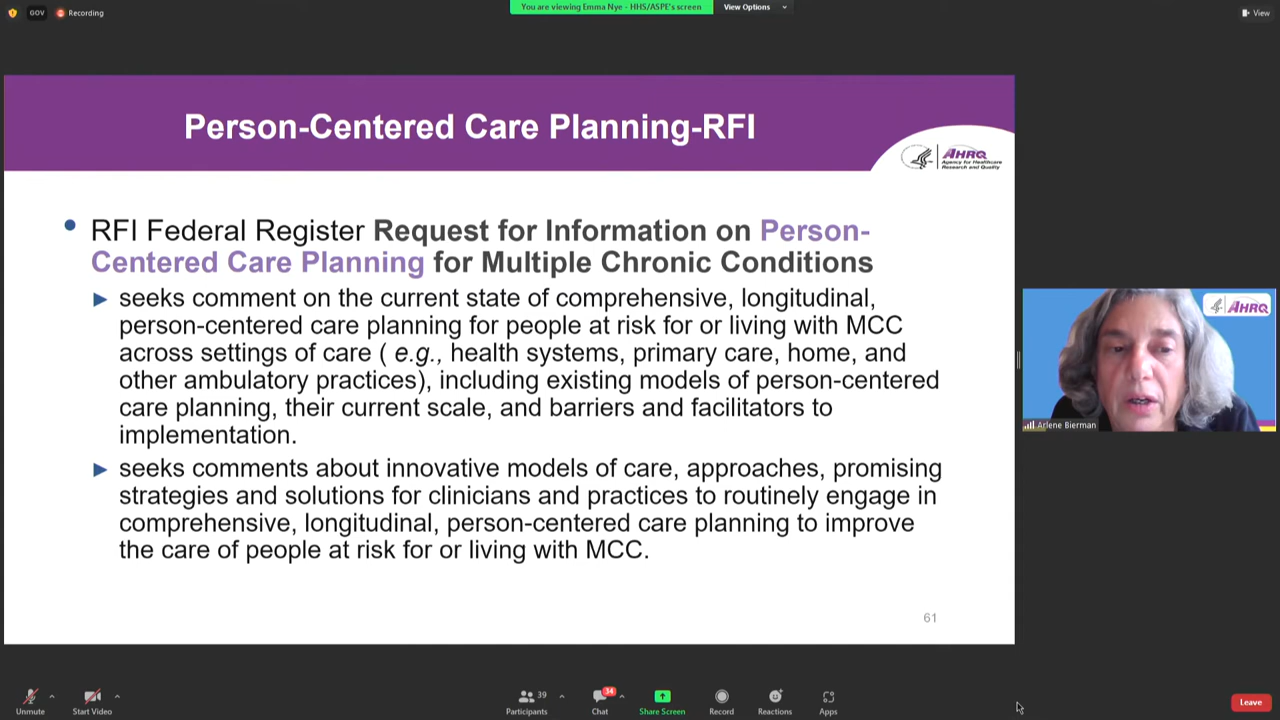 GOV
Recording
You are viewing Emma Nye - HHS/ASPE's screen
View Options
View
Person-Centered Care Planning-RFI
AHRQ
Agency for Healthcare
Research and Quality
• RFI Federal Register Request for Information on Person-
Centered Care Planning for Multiple Chronic Conditions
► seeks comment on the current state of comprehensive, longitudinal,
person-centered care planning for people at risk for or living with MCC
across settings of care ( e.g., health systems, primary care, home, and
other ambulatory practices), including existing models of person-centered
care planning, their current scale, and barriers and facilitators to
implementation.
► seeks comments about innovative models of care, approaches, promising
strategies and solutions for clinicians and practices to routinely engage in
comprehensive, longitudinal, person-centered care planning to improve
the care of people at risk for or living with MCC.
61
AHRQ
Arlene Bierman
Unmute
Start Video
39
Participants
34
Chat
Share Screen
Record
Reactions
Apps
Leave